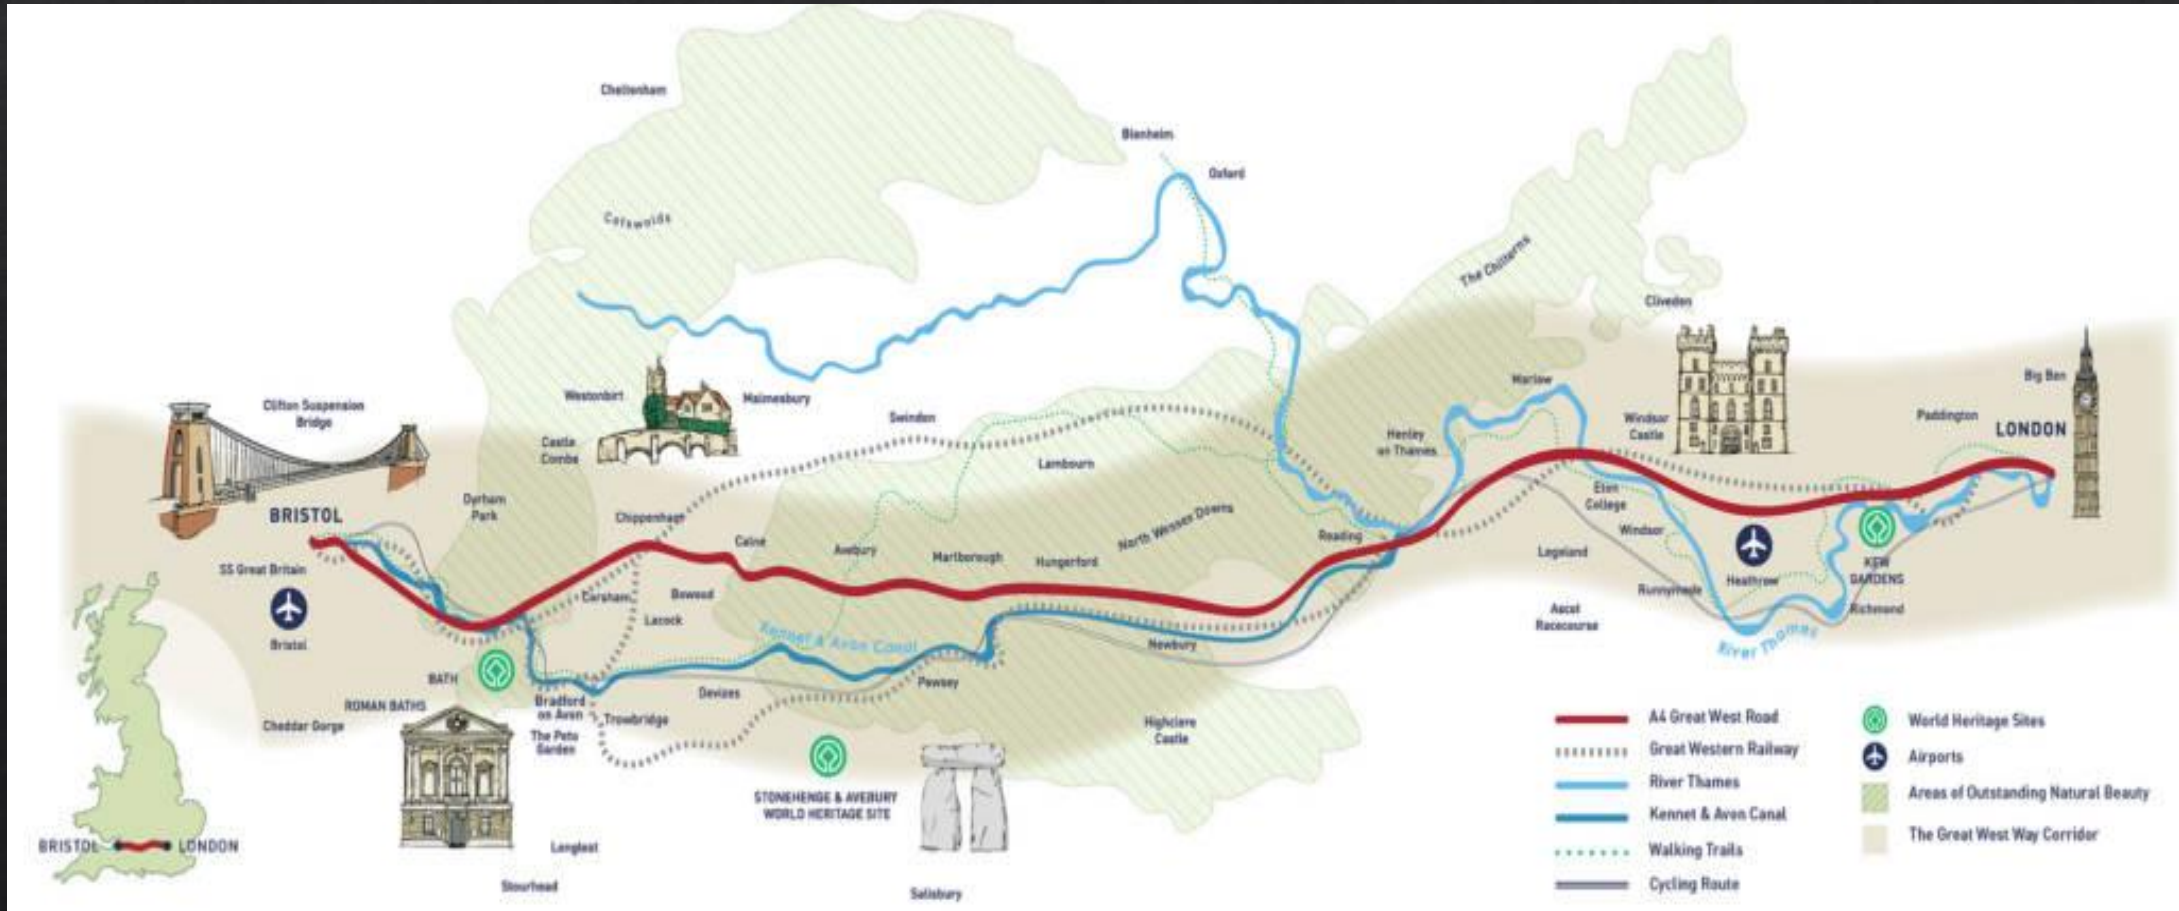 Cheltenham
Blenheim
Oxford
Cotswolds
The Chilterns
Cliveden
Clifton Suspension
Bridge
Westonbirt
Malmesbury
Swindon
Marlow
Big Ben
Castle
Combe
Lambourn
Henley
on Thames
Windsor
Castle
Paddington
LONDON
BRISTOL
Dyrham
Park
Chippenham
Calne
Avebury
Marlborough
Hungerford
North Wessex Downs
Reading
Eton
College
Windsor
Legoland
Heathrow
KEW
GARDENS
SS Great Britain
Bristol
Corsham
Bowood
Lacock
Kennet & Avon Canal
Newbury
Runnymede
Ascot
Racecourse
Richmond
River Thames
BATH
ROMAN BATHS
Cheddar Gorge
Bradford
on Avon
The Peto
Garden
Trowbridge
Devizes
Pewsey
Highclere
Castle
STONEHENGE & AVEBURY
WORLD HERITAGE SITE
Longleat
Stourhead
Salisbury
BRISTOL
LONDON
A4 Great West Road
Great Western Railway
River Thames
Kennet & Avon Canal
Walking Trails
Cycling Route
World Heritage Sites
Airports
Areas of Outstanding Natural Beauty
The Great West Way Corridor